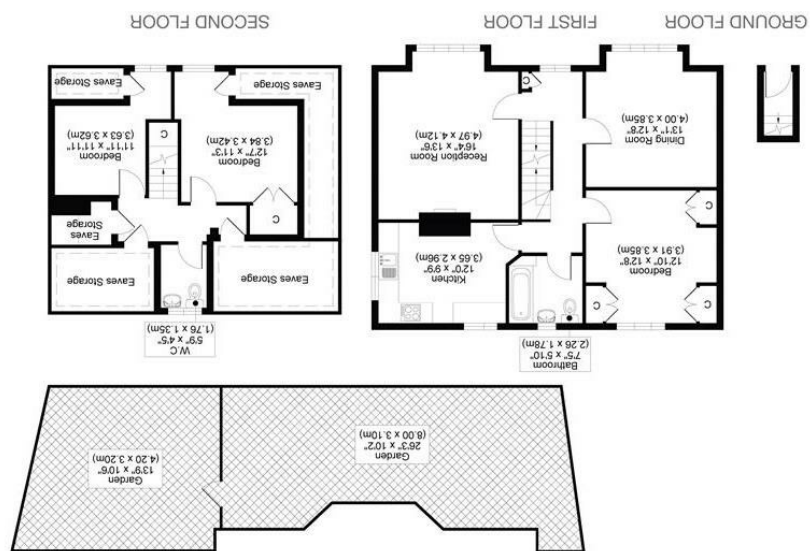 Garden
26'3" x 10'2"
(8.00 x 3.10m)
Garden
13'9" x 10'6"
(4.20 x 3.20m)
Bathroom
7'5" x 5'10"
(2.26 x 1.78m)
C
C
Bedroom
12'10" x 12'8"
(3.91 x 3.85m)
C
Kitchen
12'0" x 9'9"
(3.65 x 2.96m)
Dining Room
13'1" x 12'8"
(4.00 x 3.85m)
Reception Room
16'4" x 13'6"
(4.97 x 4.12m)
C
W.C
5'9" x 4'5"
(1.76 x 1.35m)
Eaves Storage
Eaves Storage
C
Eaves
Storage
Bedroom
12'7" x 11'3"
(3.84 x 3.42m)
C
Bedroom
11'11" x 11'11"
(3.63 x 3.62m)
Eaves Storage
Eaves Storage
GROUND FLOOR
FIRST FLOOR
SECOND FLOOR